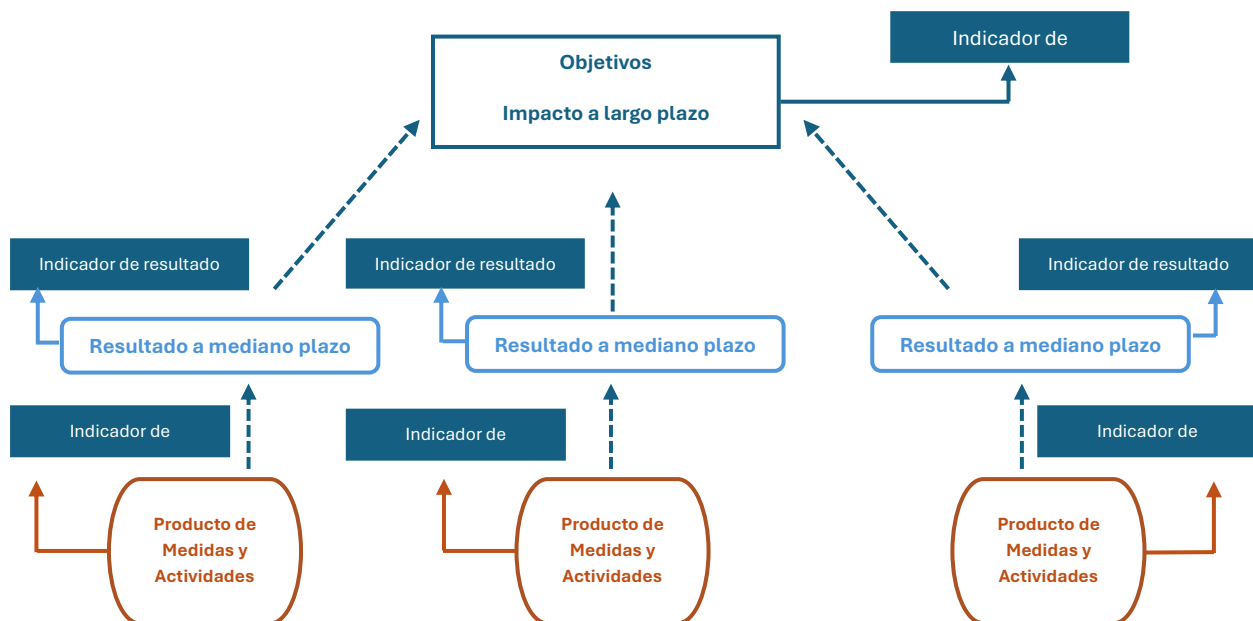 Indicador de
Objetivos
Impacto a largo plazo
Indicador de resultado
Indicador de resultado
Indicador de resultado
Resultado a mediano plazo
Resultado a mediano plazo
Resultado a mediano plazo
Indicador de
Indicador de
Indicador de
Producto de
Medidas y
Actividades
Producto de
Medidas y
Actividades
Producto de
Medidas y
Actividades